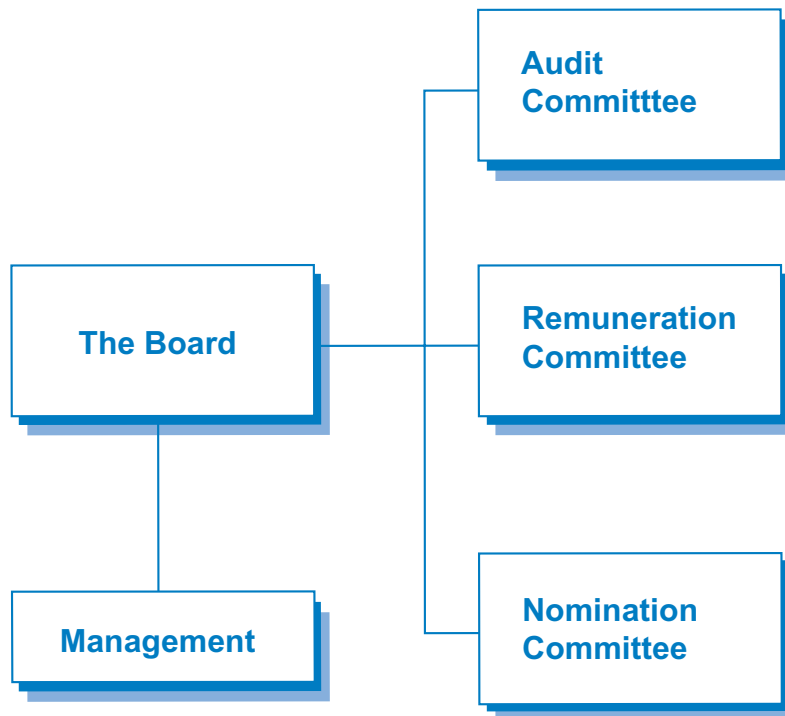 Audit
Committtee
The Board
Remuneration
Committee
Management
Nomination
Committee